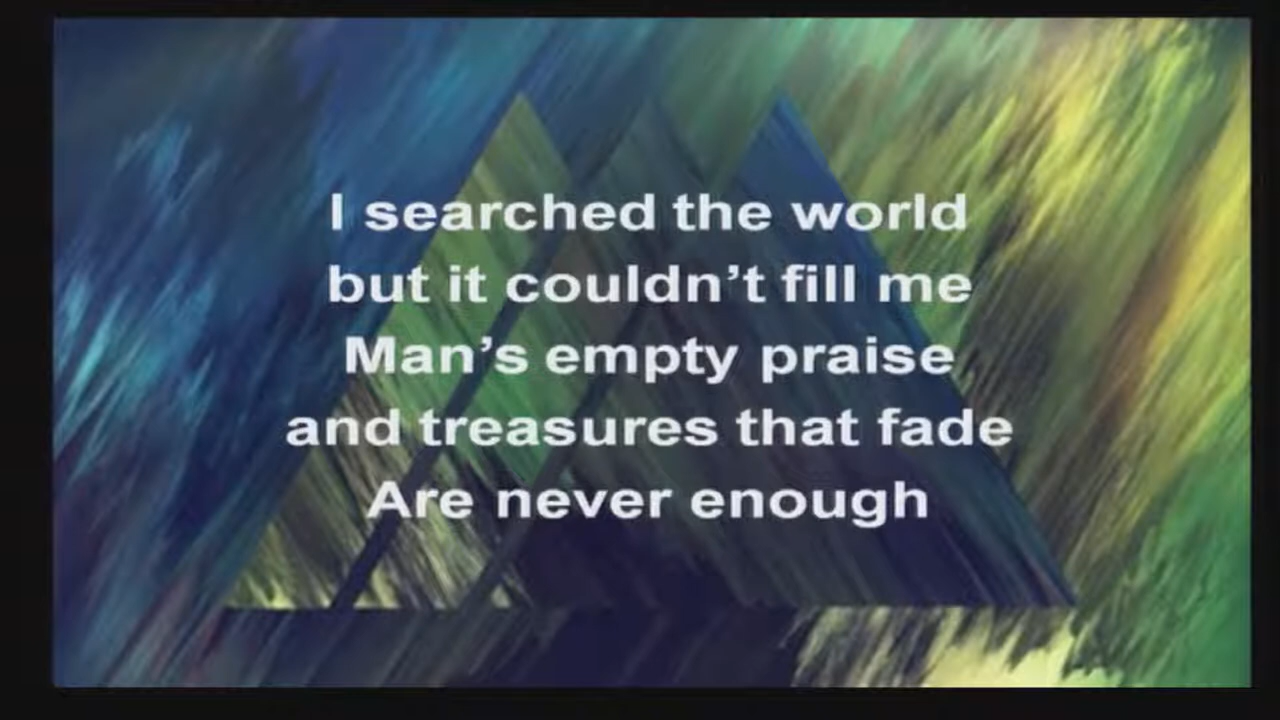 I searched the world
but it couldn’t fill me
Man’s empty praise
and treasures that fade
Are never enough